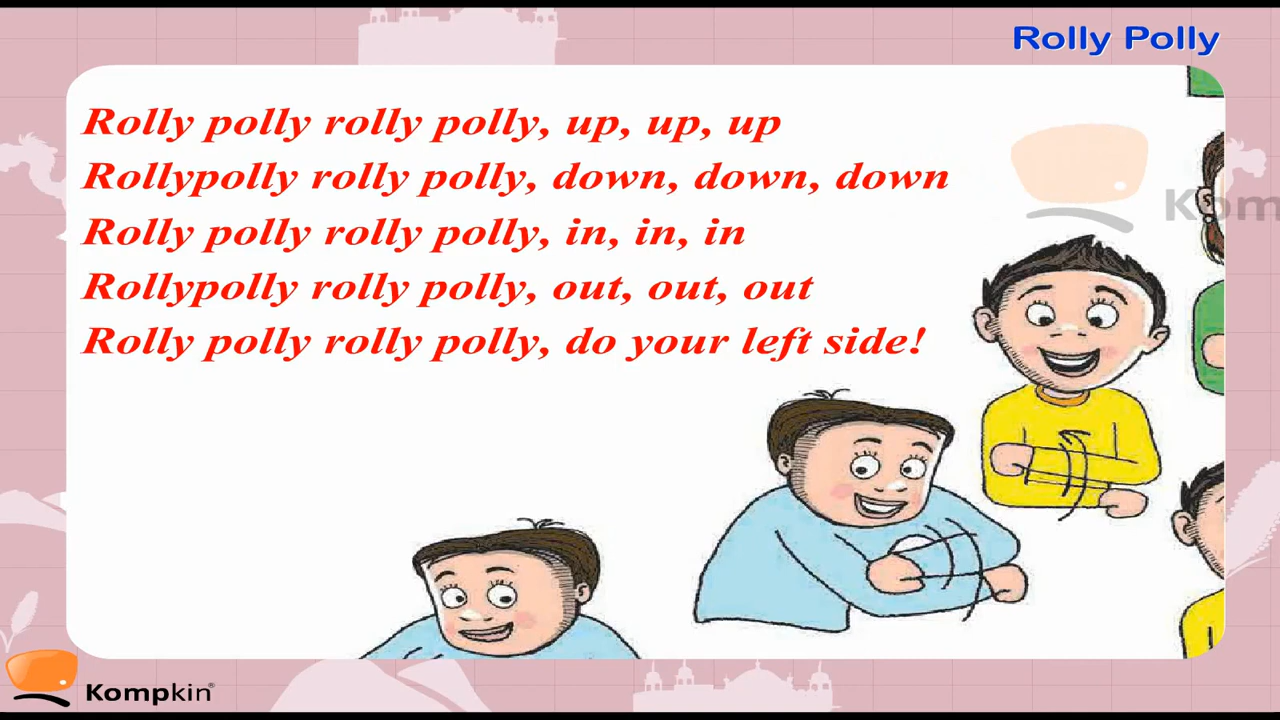 Rolly Polly
Rolly polly rolly polly, up, up, up
Rollypolly rolly polly, down, down, down
Rolly polly rolly polly, in, in, in
Rollypolly rolly polly, out, out, out
Rolly polly rolly polly, do your left side!
Kom
Kompkin®